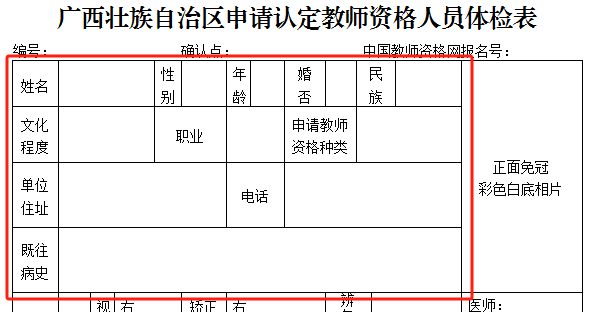 广西壮族自治区申请认定教师资格人员体检表
编号： 确认点： 中国教师资格网报名号：
姓名 性别 年龄 婚否 民族
文化程度 职业 申请教师资格种类
正面免冠
彩色白底相片
单位住址 电话
既往病史
视 右 矫正 右 辨 医师：